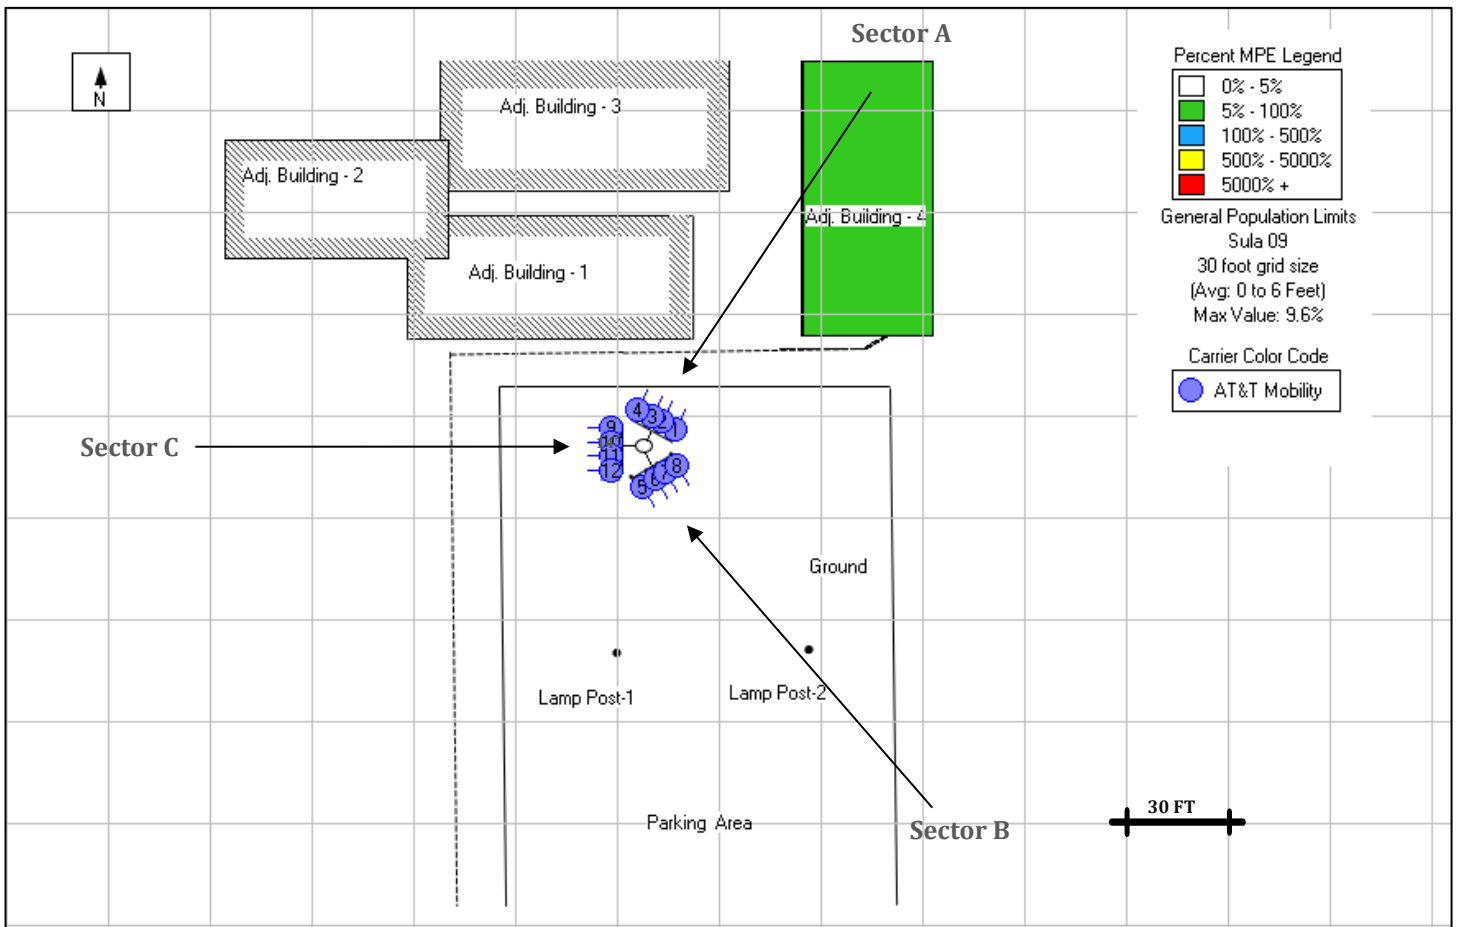 Sector A
N
Adj. Building - 3
Adj. Building - 2
Adj. Building - 4
Adj. Building - 1
Percent MPE Legend
0% - 5%
5% - 100%
100% - 500%
500% - 5000%
5000% +
General Population Limits
Sula 09
30 foot grid size
(Avg: 0 to 6 Feet)
Max Value: 9.6%
Carrier Color Code
AT&T Mobility
4
3
2
1
Sector C
9
10
11
12
8
7
6
5
Ground
Lamp Post-1
Lamp Post-2
30 FT
Parking Area
Sector B